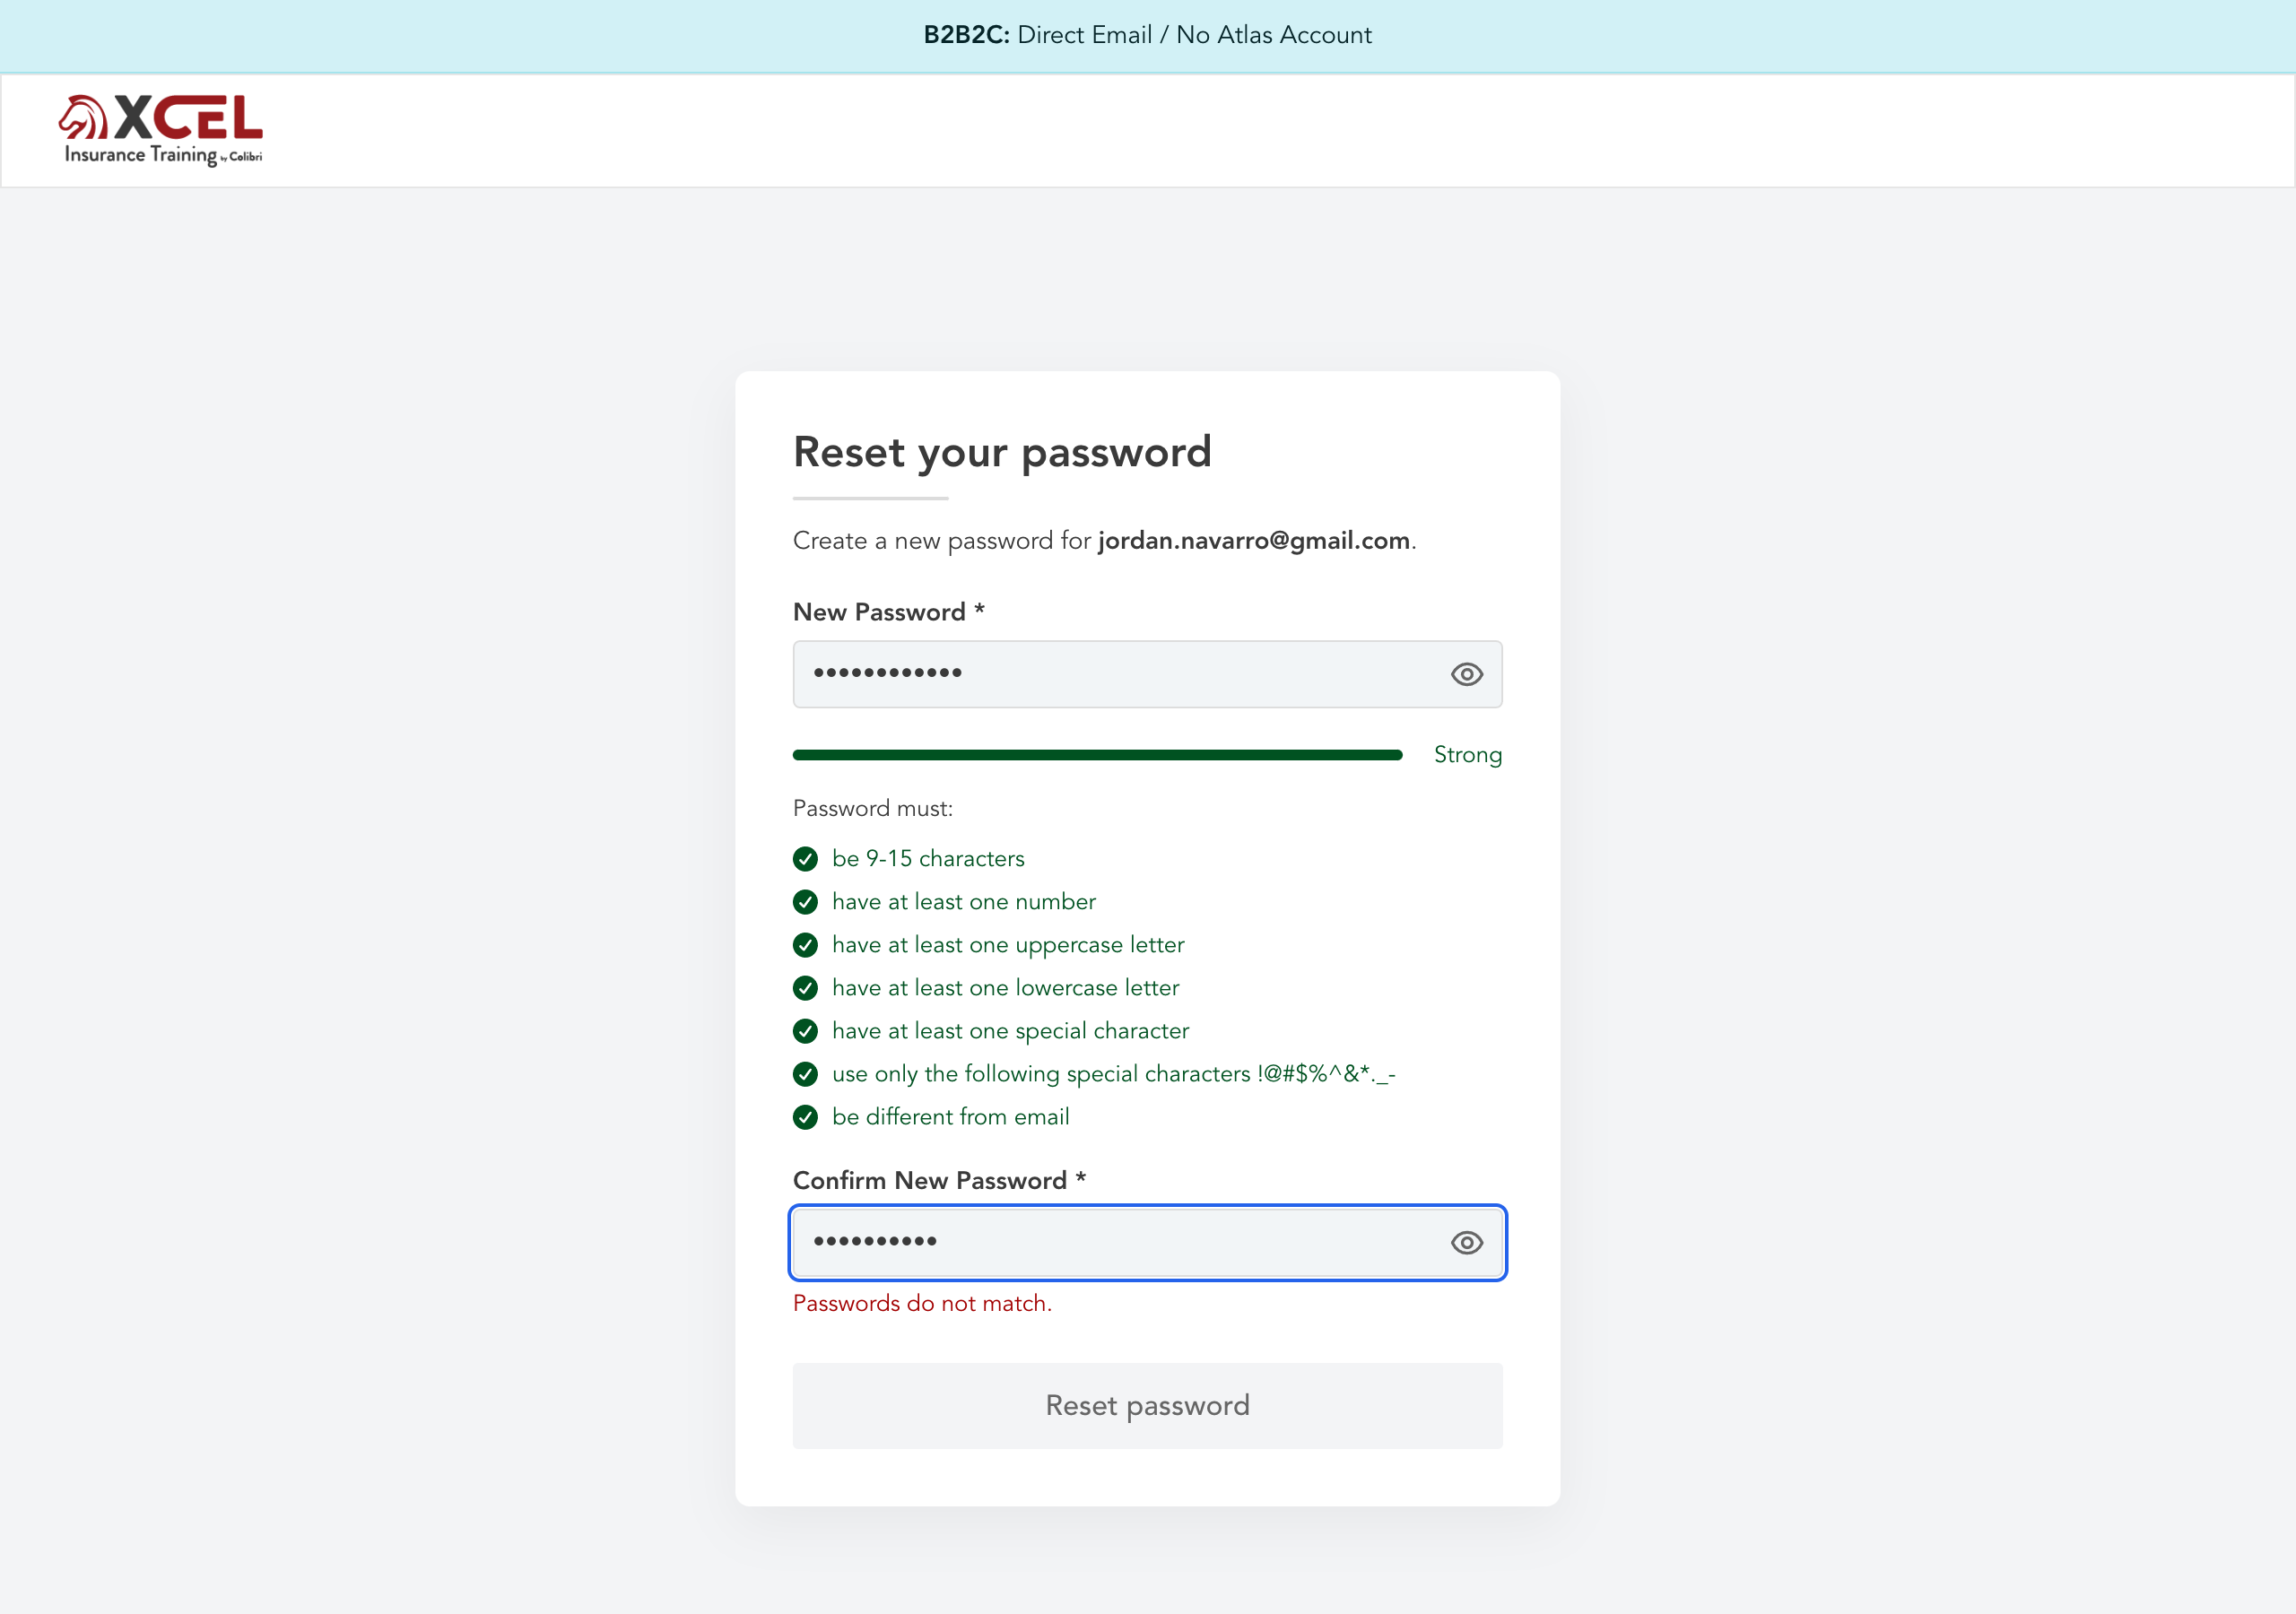 B2B2C: Direct Email / No Atlas Account
XCEL
Insurance Training by Colibri
Reset your password
Create a new password for jordan.navarro@gmail.com.
New Password *
••••••••••••
Strong
Password must:
be 9-15 characters
have at least one number
have at least one uppercase letter
have at least one lowercase letter
have at least one special character
use only the following special characters !@#$%^&*._-
be different from email
Confirm New Password *
••••••••••
Passwords do not match.
Reset password